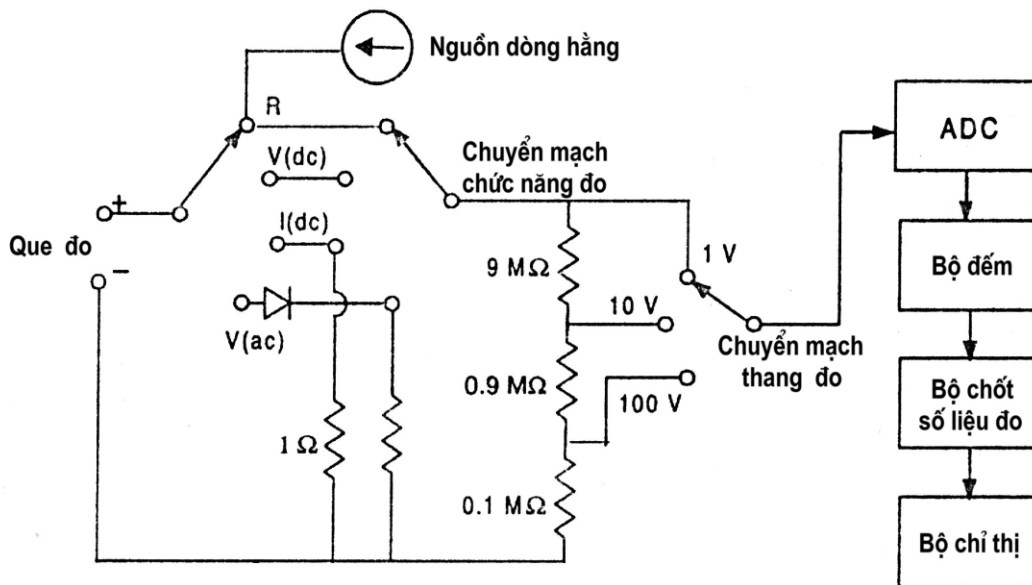 Nguồn dòng hằng
R
V(dc)
Chuyển mạch
chức năng đo
ADC
+
Que đo
−
I(dc)
V(ac)
1 Ω
9 MΩ
1 V
10 V
Chuyển mạch
thang đo
0.9 MΩ
100 V
0.1 MΩ
Bộ đếm
Bộ chốt
số liệu đo
Bộ chỉ thị